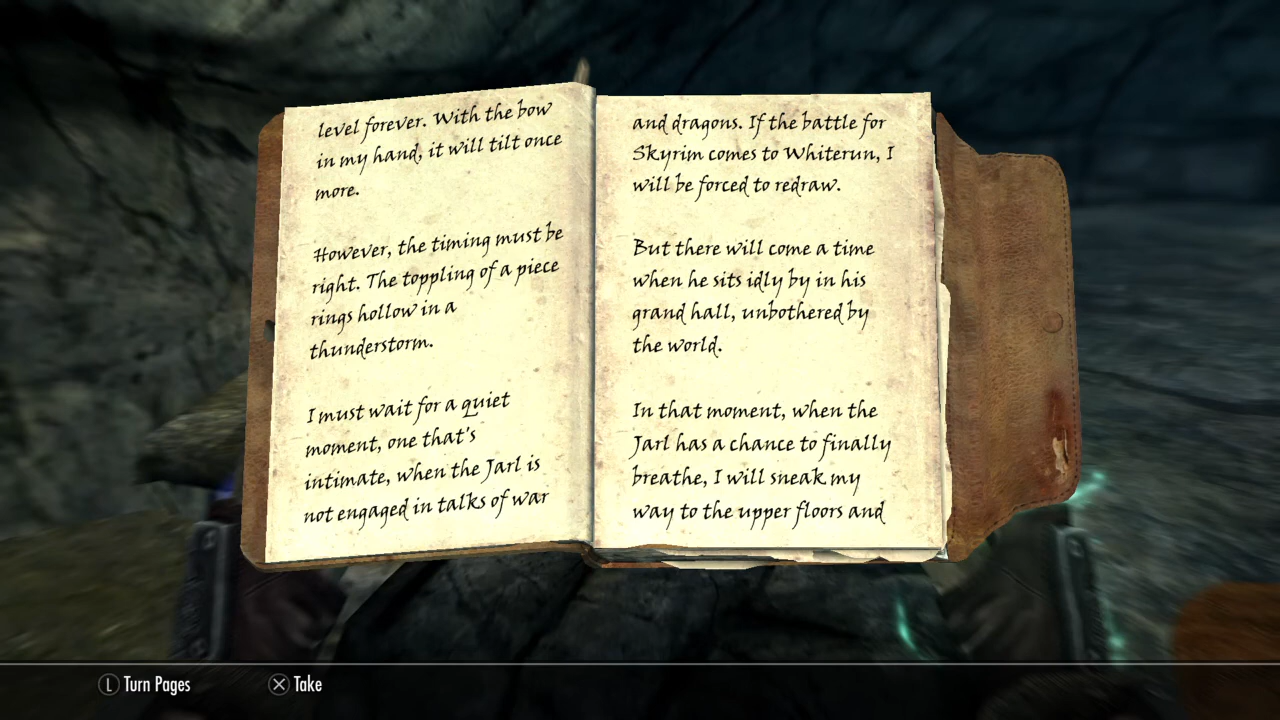 level forever. With the bow
in my hand, it will tilt once
more.
However, the timing must be
right. The toppling of a piece
rings hollow in a
thunderstorm.
I must wait for a quiet
moment, one that's
intimate, when the Jarl is
not engaged in talks of war
and dragons. If the battle for
Skyrim comes to Whiterun, I
will be forced to redraw.
But there will come a time
when he sits idly by in his
grand hall, unbothered by
the world.
In that moment, when the
Jarl has a chance to finally
breathe, I will sneak my
way to the upper floors and
L Turn Pages
X Take